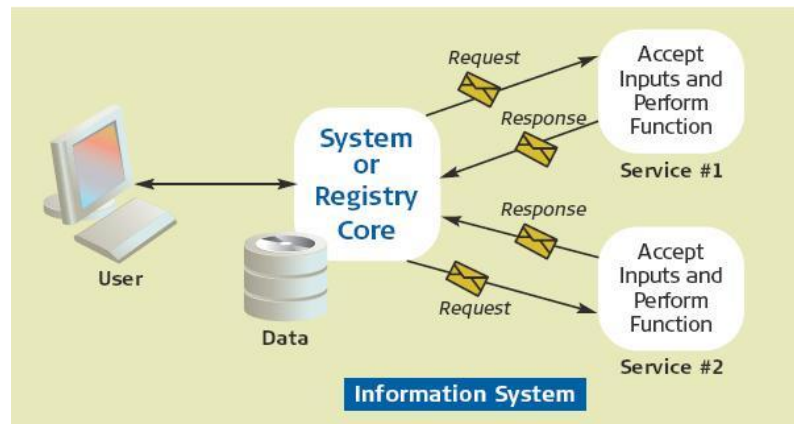 Request
Accept
Inputs and
Perform
Function
Response
Service #1
System
or
Registry
Core
User
Data
Response
Accept
Inputs and
Perform
Function
Request
Service #2
Information System